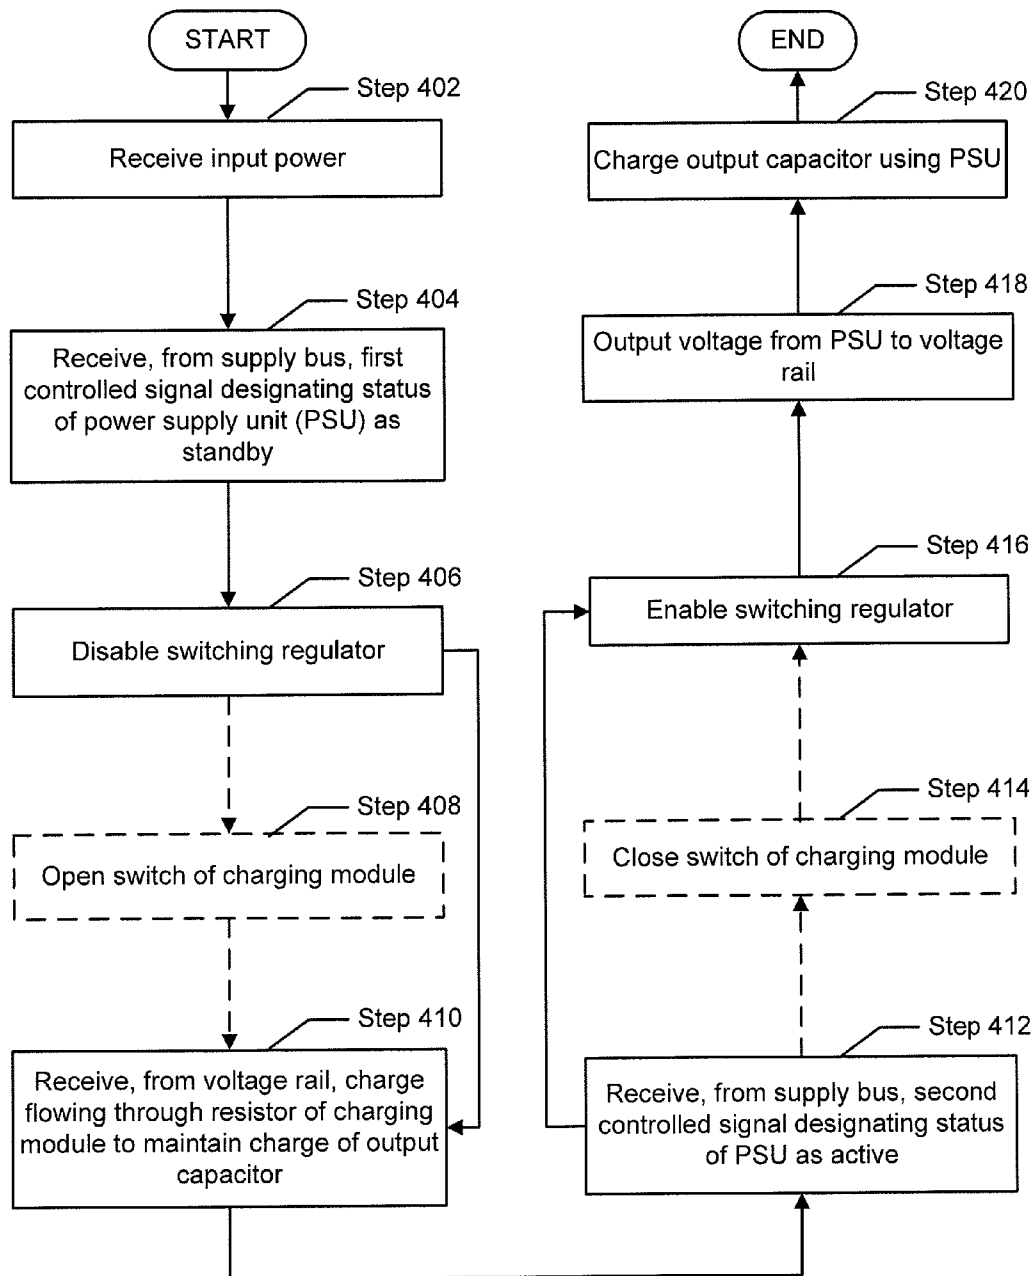 START
Step 402
Receive input power
Step 404
Receive, from supply bus, first
controlled signal designating status
of power supply unit (PSU) as
standby
Step 406
Disable switching regulator
Step 408
Open switch of charging module
Step 410
Receive, from voltage rail, charge
flowing through resistor of charging
module to maintain charge of output
capacitor
END
Step 420
Charge output capacitor using PSU
Step 418
Output voltage from PSU to voltage
rail
Step 416
Enable switching regulator
Step 414
Close switch of charging module
Step 412
Receive, from supply bus, second
controlled signal designating status
of PSU as active